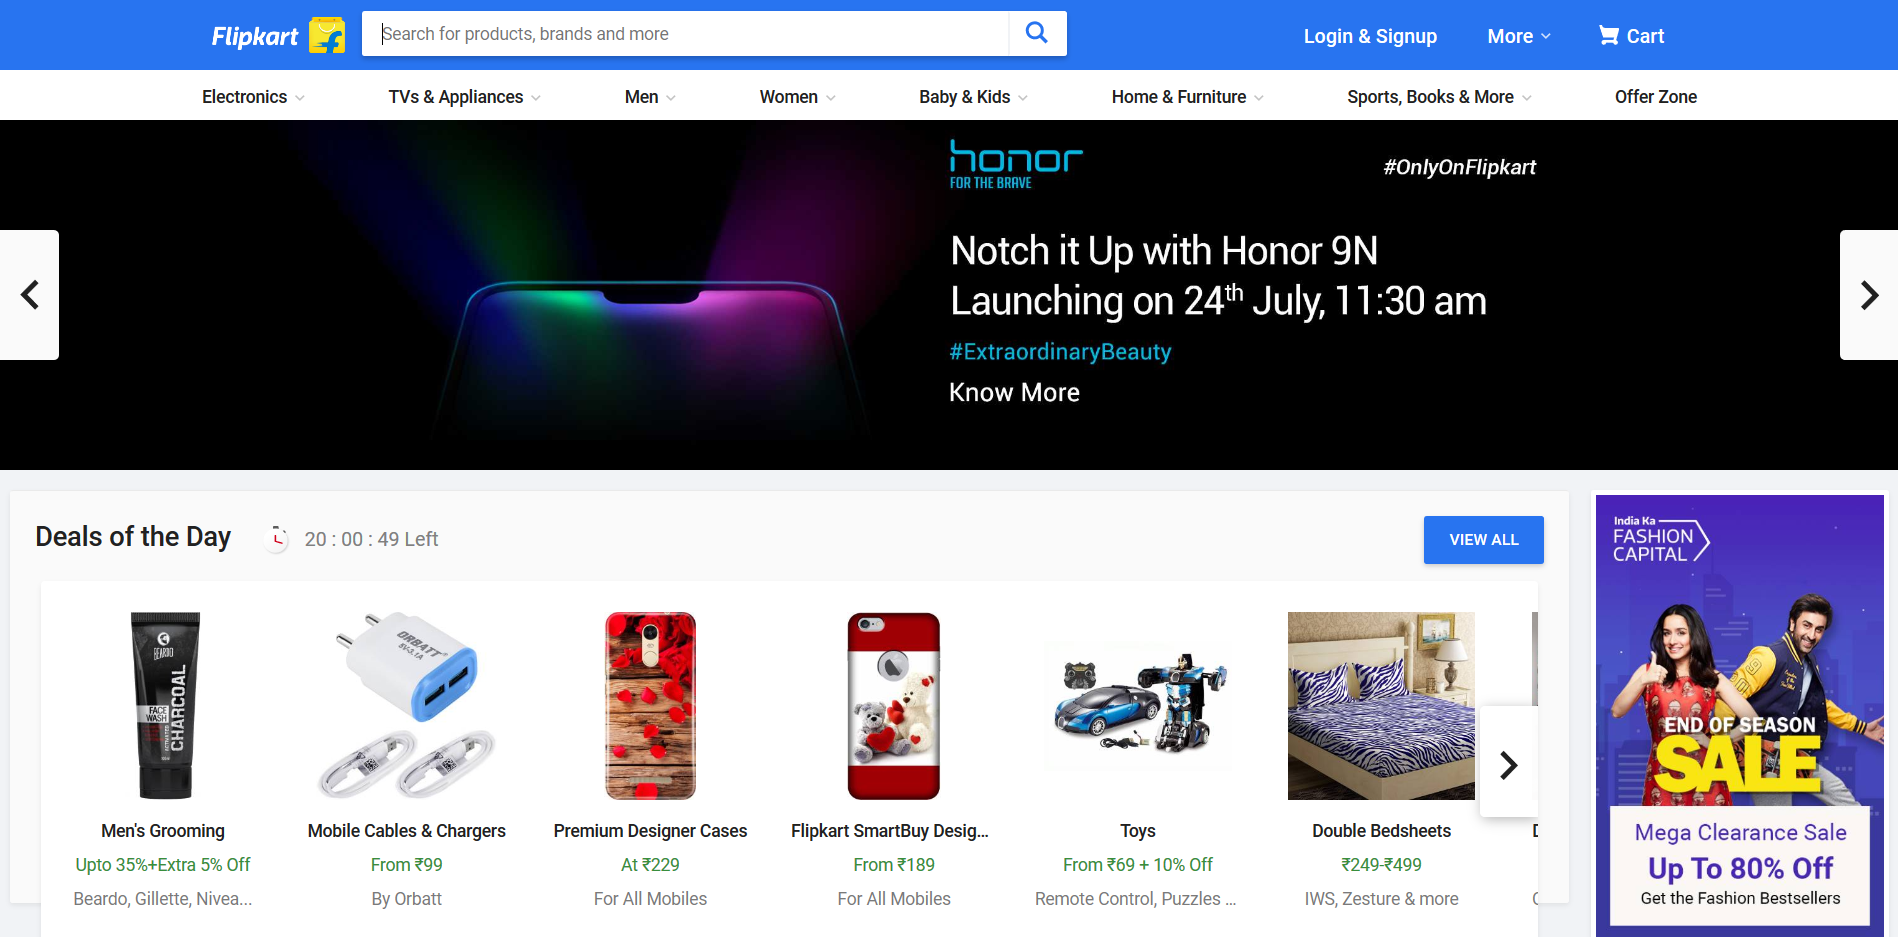 Flipkart
Search for products, brands and more
Login & Signup
More
Cart
Electronics
TVs & Appliances
Men
Women
Baby & Kids
Home & Furniture
Sports, Books & More
Offer Zone
honor
FOR THE BRAVE
#OnlyOnFlipkart
Notch it Up with Honor 9N
Launching on 24th July, 11:30 am
#ExtraordinaryBeauty
Know More
Deals of the Day
20 : 00 : 49 Left
VIEW ALL
BEARDO
FACE
WASH
CHARCOAL
ORBATT
5V-3.1A
Men's Grooming
Upto 35%+Extra 5% Off
Beardo, Gillette, Nivea...
Mobile Cables & Chargers
From ₹99
By Orbatt
Premium Designer Cases
At ₹229
For All Mobiles
Flipkart SmartBuy Desig...
From ₹189
For All Mobiles
Toys
From ₹69 + 10% Off
Remote Control, Puzzles ...
Double Bedsheets
₹249-₹499
IWS, Zesture & more
India Ka
FASHION
CAPITAL
END OF SEASON
SALE
Mega Clearance Sale
Up To 80% Off
Get the Fashion Bestsellers